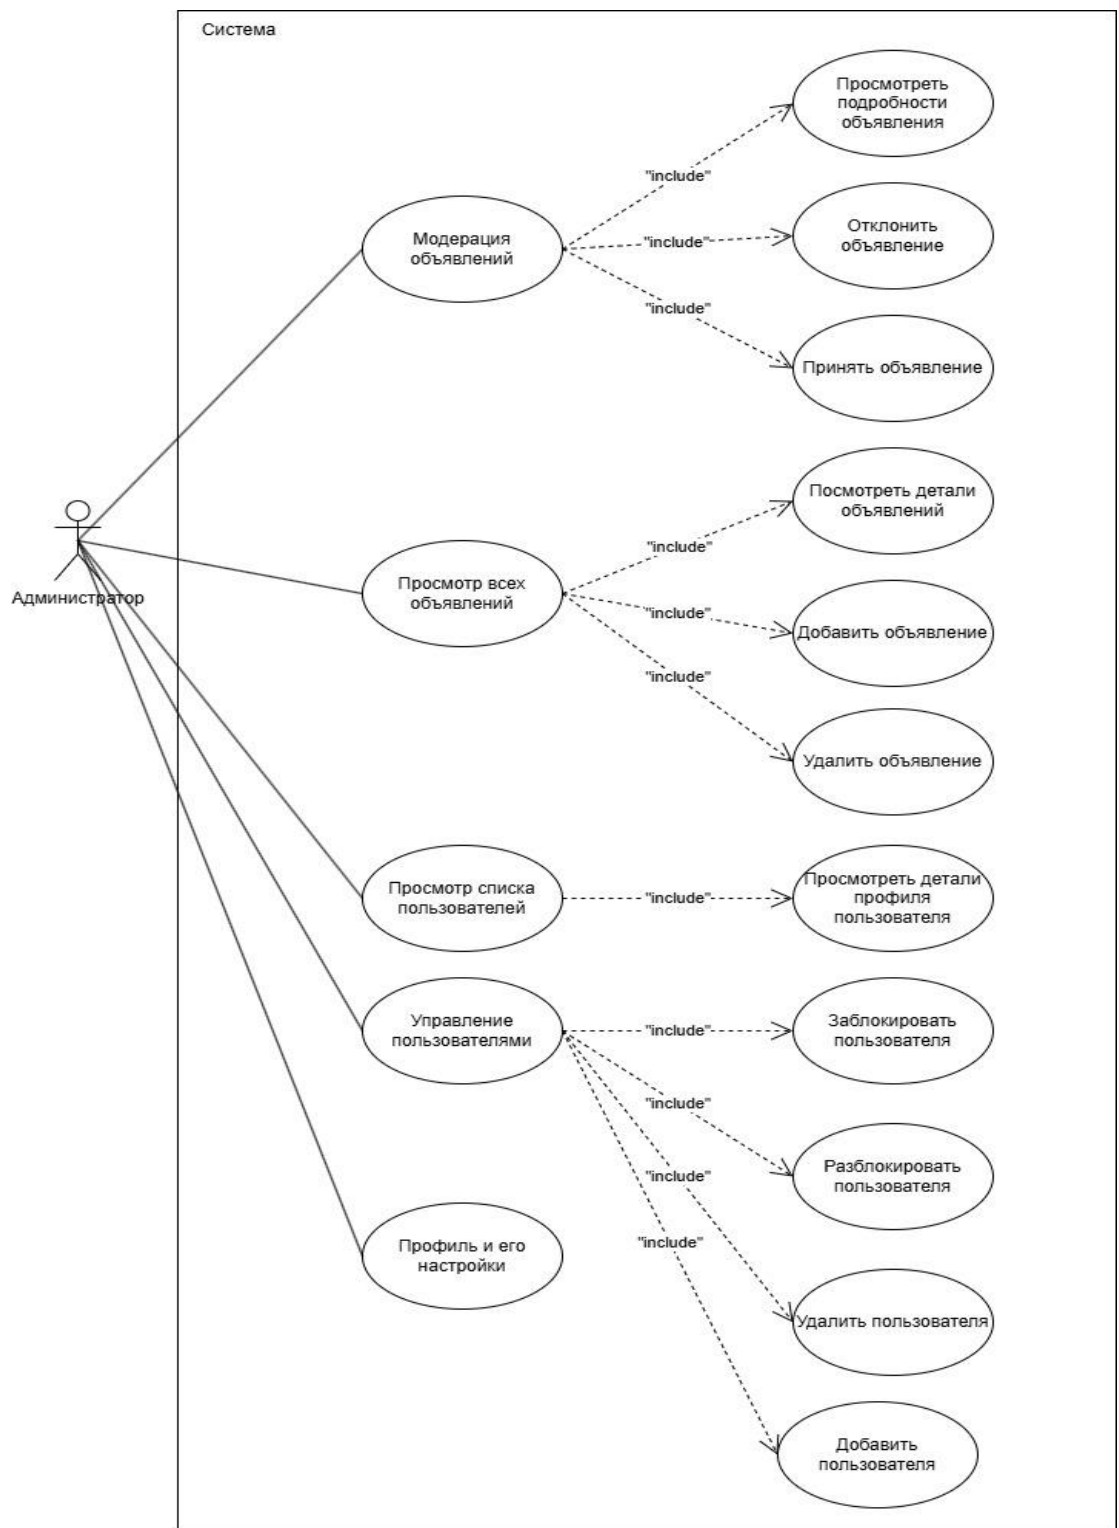 Система
Просмотреть
подробности
объявления
"include"
Отклонить
объявление
"include"
Модерация
объявлений
"include"
Принять объявление
Посмотреть детали
объявлений
"include"
Просмотр всех
объявлений
"include"
Добавить объявление
"include"
Удалить объявление
Администратор
Просмотр списка
пользователей
"include"
Просмотреть детали
профиля
пользователя
Управление
пользователями
"include"
Заблокировать
пользователя
"include"
Разблокировать
пользователя
"include"
"include"
Профиль и его
настройки
Удалить пользователя
Добавить
пользователя